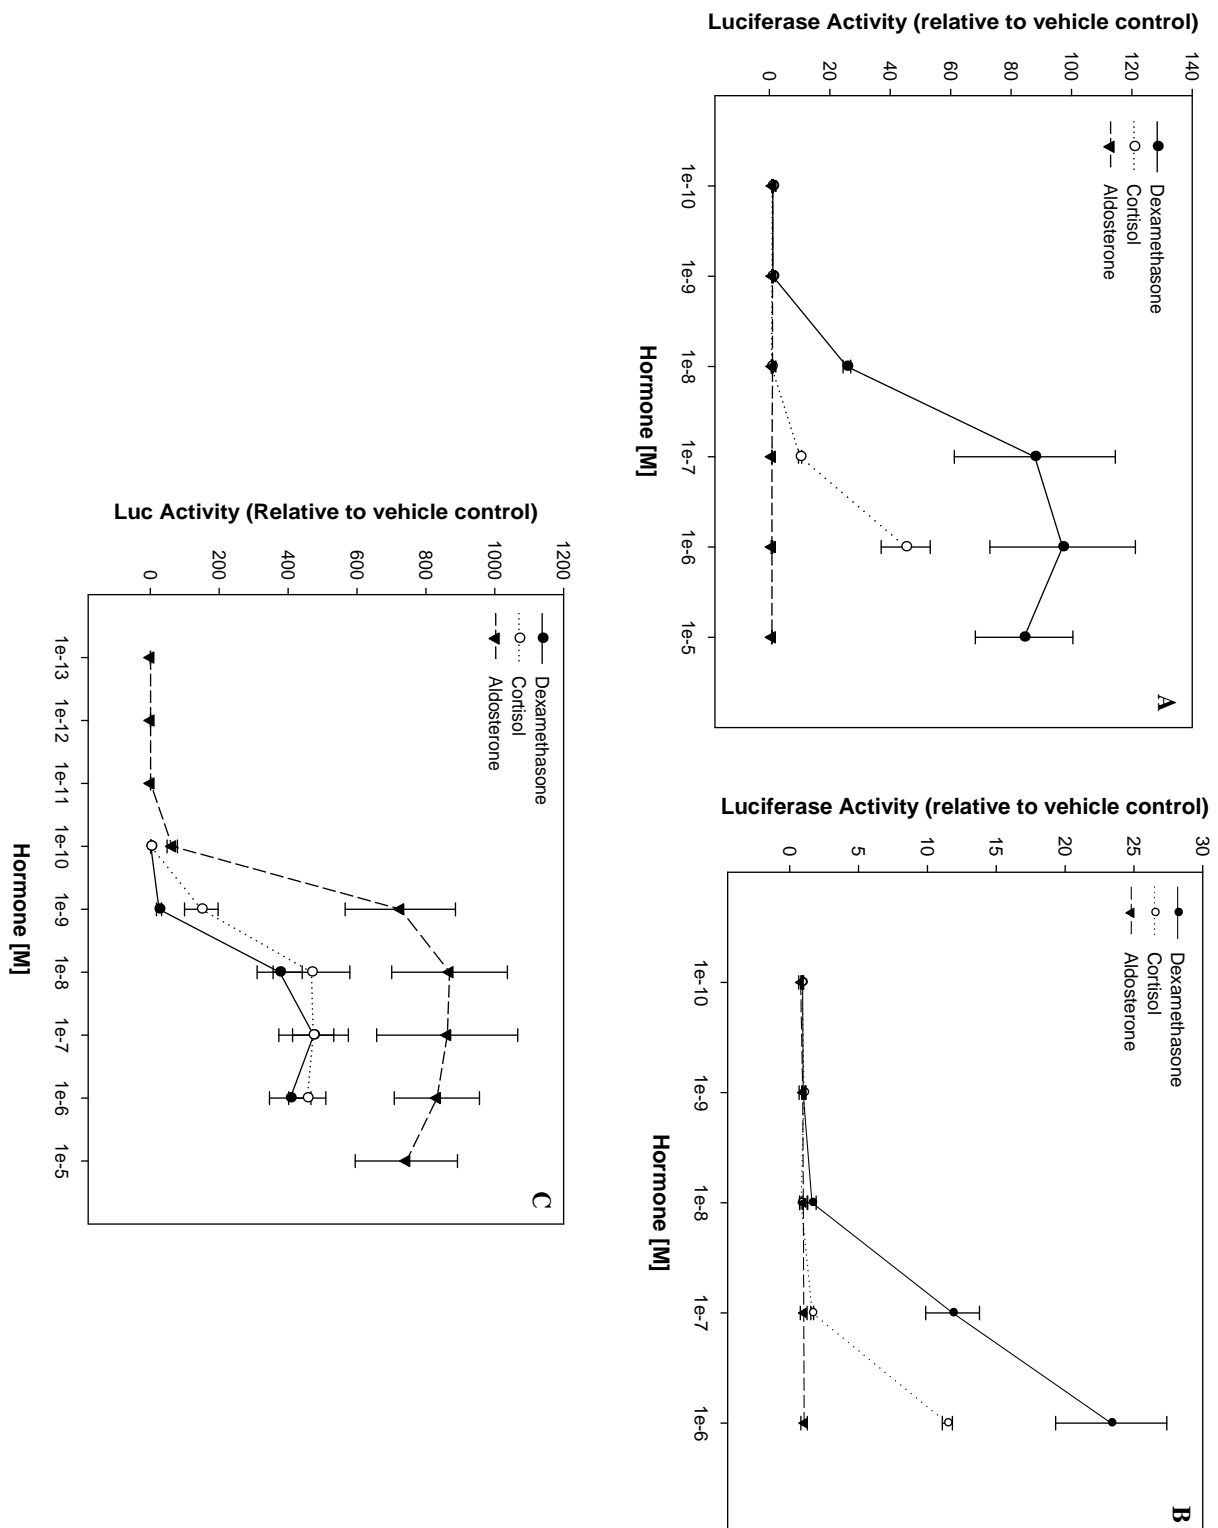 Luciferase Activity (relative to vehicle control)
0
20
40
60
80
100
120
140
Dexamethasone
Cortisol
Aldosterone
A
1e-10
1e-9
1e-8
1e-7
1e-6
1e-5
Hormone [M]
Luciferase Activity (relative to vehicle control)
0
5
10
15
20
25
30
Dexamethasone
Cortisol
Aldosterone
B
1e-10
1e-9
1e-8
1e-7
1e-6
Hormone [M]
Luc Activity (Relative to vehicle control)
0
200
400
600
800
1000
1200
Dexamethasone
Cortisol
Aldosterone
C
1e-13
1e-12
1e-11
1e-10
1e-9
1e-8
1e-7
1e-6
1e-5
Hormone [M]